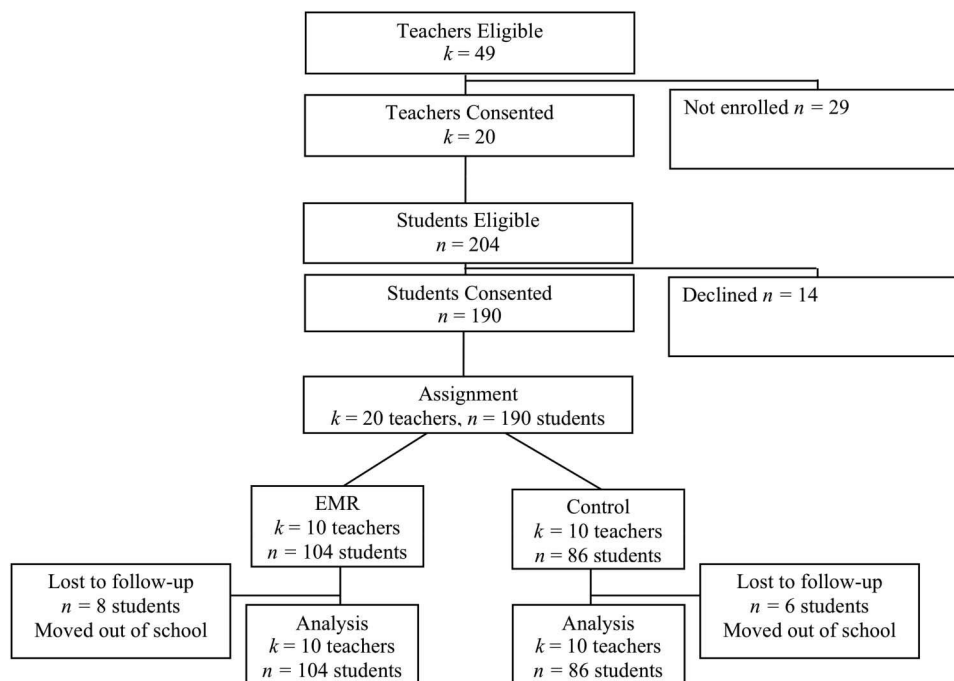 Teachers Eligible
k = 49
Not enrolled n = 29
Teachers Consented
k = 20
Students Eligible
n = 204
Students Consented
n = 190
Declined n = 14
Assignment
k = 20 teachers, n = 190 students
EMR
k = 10 teachers
n = 104 students
Control
k = 10 teachers
n = 86 students
Lost to follow-up
n = 8 students
Moved out of school
Analysis
k = 10 teachers
n = 104 students
Analysis
k = 10 teachers
n = 86 students
Lost to follow-up
n = 6 students
Moved out of school